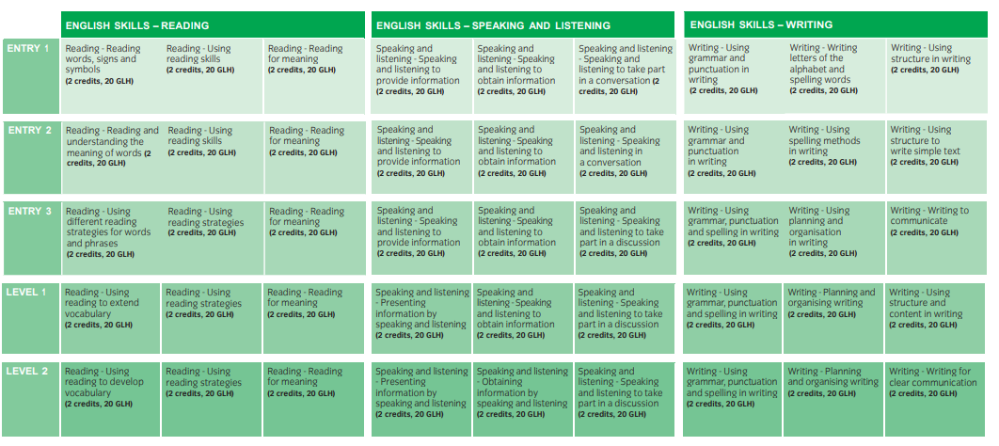 ENGLISH SKILLS – READING
ENGLISH SKILLS – SPEAKING AND LISTENING
ENGLISH SKILLS – WRITING
ENTRY 1
Reading - Reading
words, signs and
symbols
(2 credits, 20 GLH)
Reading - Using
reading skills
(2 credits, 20 GLH)
Reading - Reading
for meaning
(2 credits, 20 GLH)
Speaking and
listening - Speaking
and listening to
provide information
(2 credits, 20 GLH)
Speaking and
listening - Speaking
and listening to
obtain information
(2 credits, 20 GLH)
Speaking and listening
- Speaking and
listening to take part
in a conversation (2
credits, 20 GLH)
Writing - Using
grammar and
punctuation in
writing
(2 credits, 20 GLH)
Writing - Writing
letters of the
alphabet and
spelling words
(2 credits, 20 GLH)
Writing - Using
structure in writing
(2 credits, 20 GLH)
ENTRY 2
Reading - Reading and
understanding the
meaning of words (2
credits, 20 GLH)
Reading - Using
reading skills
(2 credits, 20 GLH)
Reading - Reading
for meaning
(2 credits, 20 GLH)
Speaking and
listening - Speaking
and listening to
provide information
(2 credits, 20 GLH)
Speaking and
listening - Speaking
and listening to
obtain information
(2 credits, 20 GLH)
Speaking and
listening - Speaking
and listening in
a conversation
(2 credits, 20 GLH)
Writing - Using
grammar and
punctuation
in writing
(2 credits, 20 GLH)
Writing - Using
spelling methods
in writing
(2 credits, 20 GLH)
Writing - Using
structure to
write simple text
(2 credits, 20 GLH)
ENTRY 3
Reading - Using
different reading
strategies for words
and phrases
(2 credits, 20 GLH)
Reading - Using
reading strategies
(2 credits, 20 GLH)
Reading - Reading
for meaning
(2 credits, 20 GLH)
Speaking and
listening - Speaking
and listening to
provide information
(2 credits, 20 GLH)
Speaking and
listening - Speaking
and listening to
obtain information
(2 credits, 20 GLH)
Speaking and
listening - Speaking
and listening to take
part in a discussion
(2 credits, 20 GLH)
Writing - Using
grammar, punctuation
and spelling in writing
(2 credits, 20 GLH)
Writing - Using
planning and
organisation
in writing
(2 credits, 20 GLH)
Writing - Writing to
communicate
(2 credits, 20 GLH)
LEVEL 1
Reading - Using
reading to extend
vocabulary
(2 credits, 20 GLH)
Reading - Using
reading strategies
(2 credits, 20 GLH)
Reading - Reading
for meaning
(2 credits, 20 GLH)
Speaking and listening
- Presenting
information by
speaking and listening
(2 credits, 20 GLH)
Speaking and
listening - Speaking
and listening to
obtain information
(2 credits, 20 GLH)
Speaking and
listening - Speaking
and listening to take
part in a discussion
(2 credits, 20 GLH)
Writing - Using
grammar, punctuation
and spelling in writing
(2 credits, 20 GLH)
Writing - Planning and
organising writing
(2 credits, 20 GLH)
Writing - Using
structure and
content in writing
(2 credits, 20 GLH)
LEVEL 2
Reading - Using
reading to develop
vocabulary
(2 credits, 20 GLH)
Reading - Using
reading strategies
(2 credits, 20 GLH)
Reading - Reading
for meaning
(2 credits, 20 GLH)
Speaking and listening
- Presenting
information by
speaking and listening
(2 credits, 20 GLH)
Speaking and listening
- Obtaining
information by
speaking and listening
(2 credits, 20 GLH)
Speaking and
listening - Speaking
and listening to take
part in a discussion
(2 credits, 20 GLH)
Writing - Using
grammar, punctuation
and spelling in writing
(2 credits, 20 GLH)
Writing - Planning
and organising writing
(2 credits, 20 GLH)
Writing - Writing for
clear communication
(2 credits, 20 GLH)